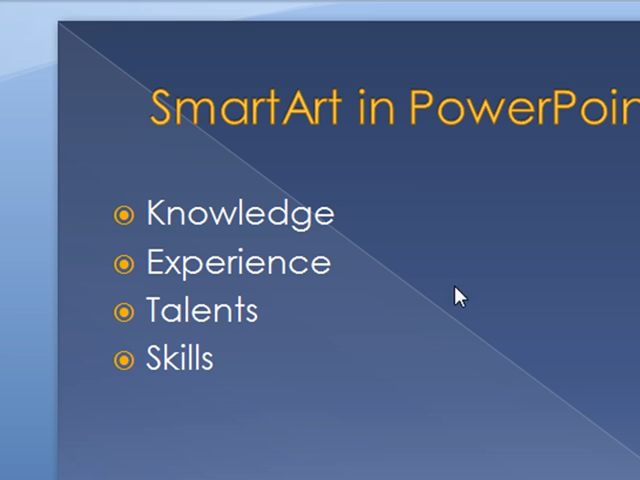 SmartArt in PowerPoin
Knowledge
Experience
Talents
Skills